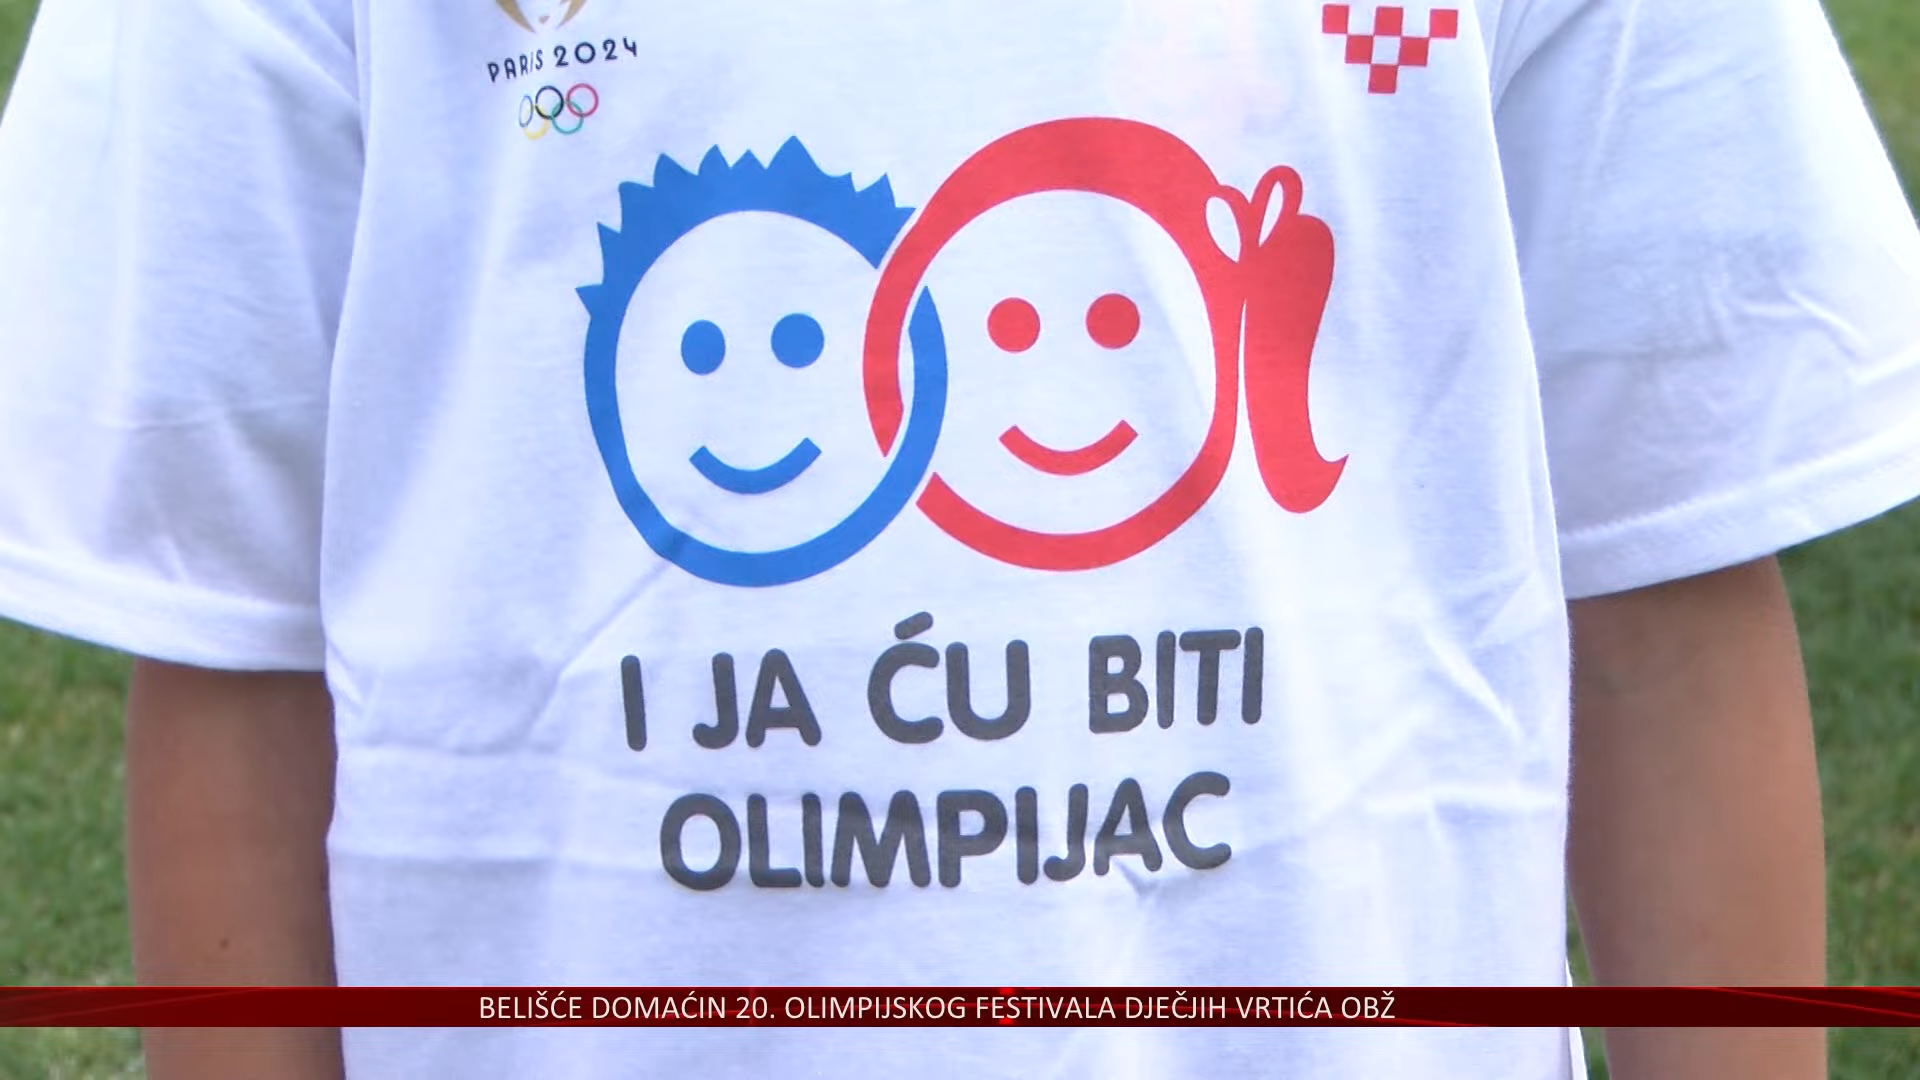 PARIS 2024
I JA ĆU BITI
OLIMPIJAC
BELIŠĆE DOMAĆIN 20. OLIMPIJSKOG FESTIVALA DJEČJIH VRTIĆA OBŽ